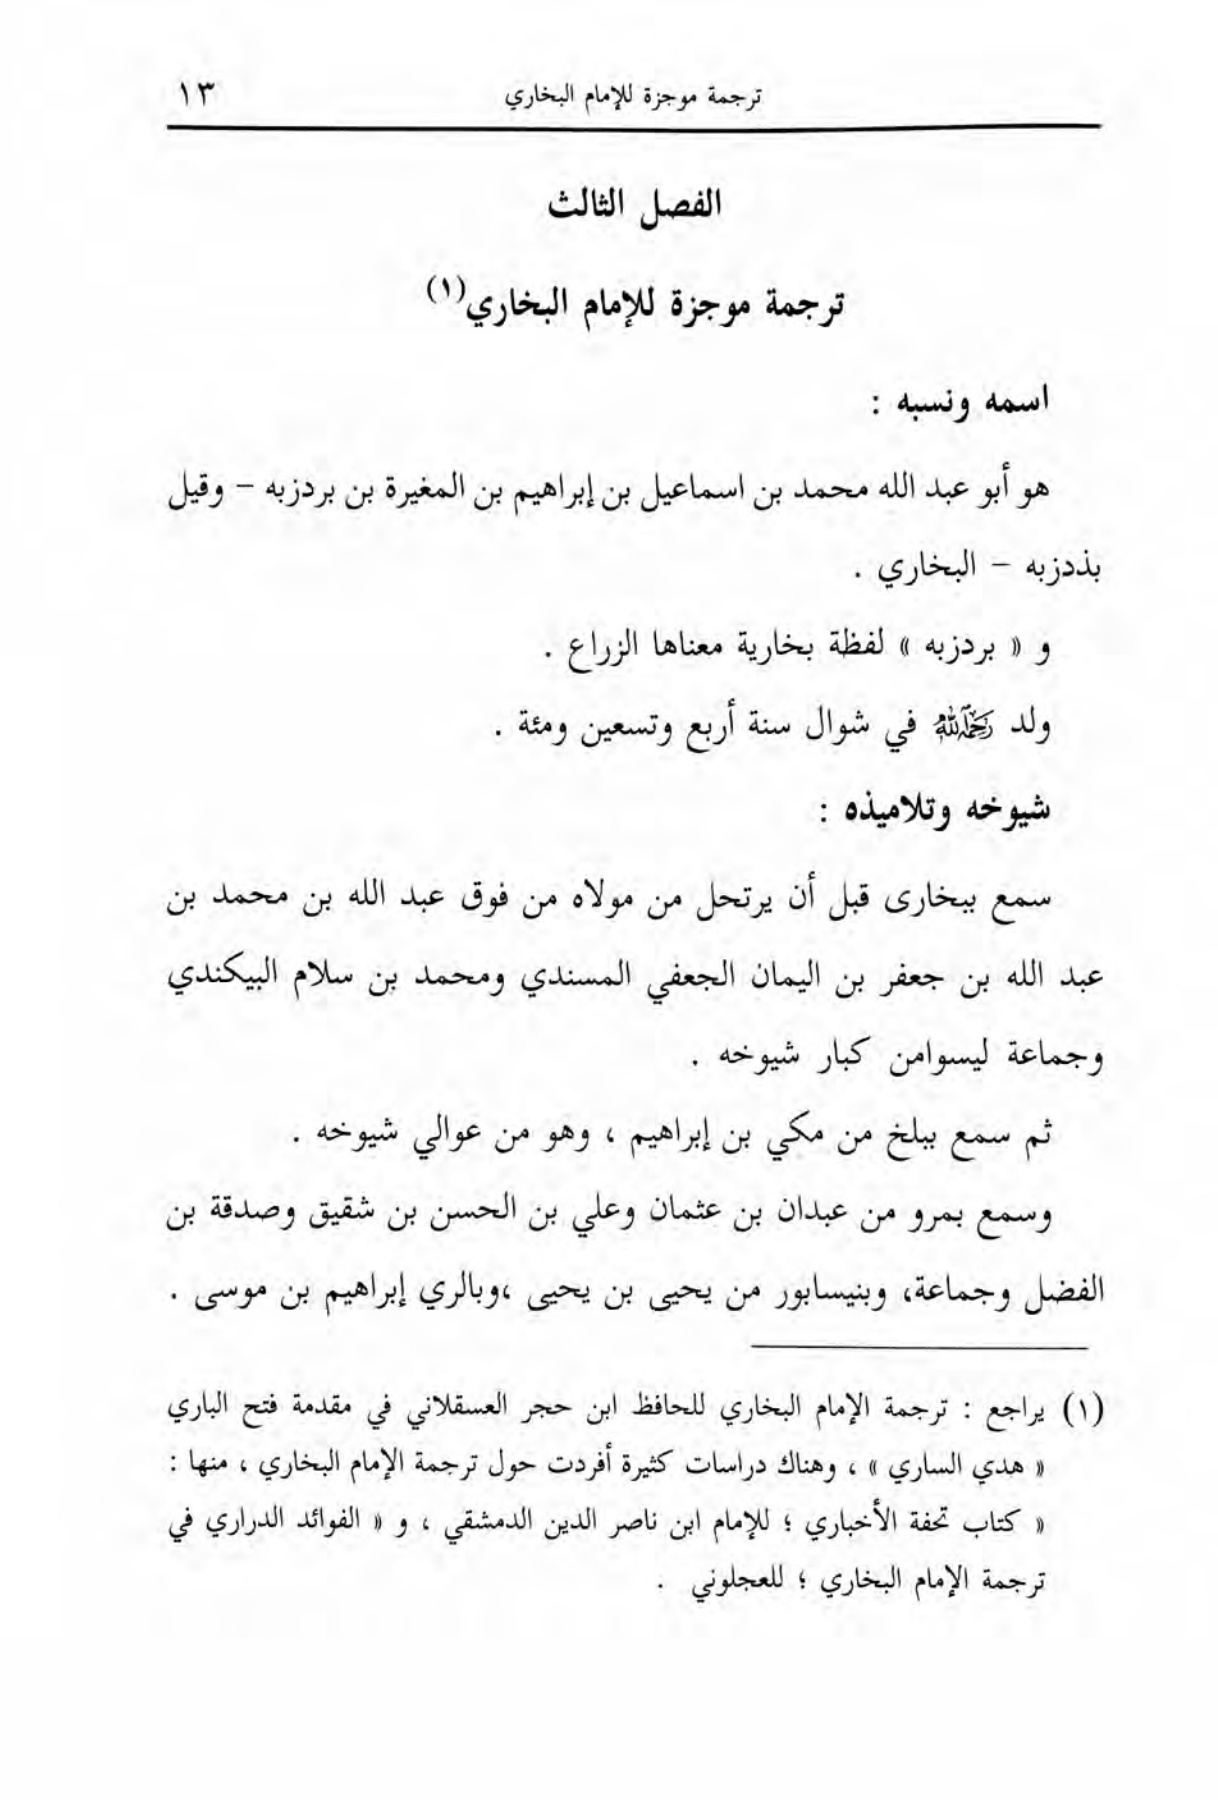 ترجمة موجزة للإمام البخاري ١٣
الفصل الثالث
ترجمة موجزة للإمام البخاري(١)
اسمه ونسبه :
هو أبو عبد الله محمد بن اسماعيل بن إبراهيم بن المغيرة بن بردزبه – وقيل
بذدزبه – البخاري .
و « بردزبه » لفظة بخارية معناها الزراع .
ولد رحمه الله في شوال سنة أربع وتسعين ومئة .
شيوخه وتلاميذه :
سمع ببخارى قبل أن يرتحل من مولاه من فوق عبد الله بن محمد بن
عبد الله بن جعفر بن اليمان الجعفي المسندي ومحمد بن سلام البيكندي
وجماعة ليسوامن كبار شيوخه .
ثم سمع ببلخ من مكي بن إبراهيم ، وهو من عوالي شيوخه .
وسمع بمرو من عبدان بن عثمان وعلي بن الحسن بن شقيق وصدقة بن
الفضل وجماعة، وبنيسابور من يحيى بن يحيى ،وبالري إبراهيم بن موسى .
(١) يراجع : ترجمة الإمام البخاري للحافظ ابن حجر العسقلاني في مقدمة فتح الباري
« هدي الساري » ، وهناك دراسات كثيرة أفردت حول ترجمة الإمام البخاري ، منها :
« كتاب تحفة الأخباري ؛ للإمام ابن ناصر الدين الدمشقي ، و « الفوائد الدراري في
ترجمة الإمام البخاري ؛ للعجلوني .